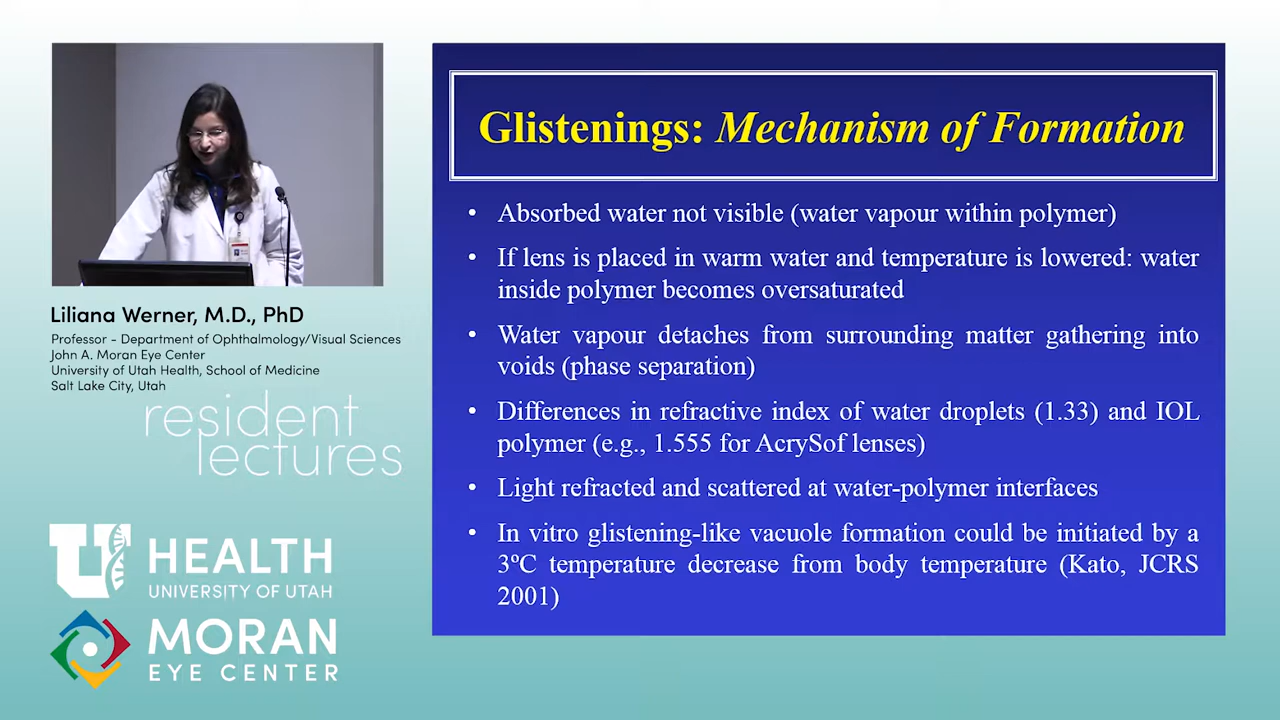 Liliana Werner, M.D., PhD
Professor - Department of Ophthalmology/Visual Sciences
John A. Moran Eye Center
University of Utah Health, School of Medicine
Salt Lake City, Utah
resident
lectures
U HEALTH
UNIVERSITY OF UTAH
MORAN
EYE CENTER
Glistenings: Mechanism of Formation
• Absorbed water not visible (water vapour within polymer)
• If lens is placed in warm water and temperature is lowered: water
inside polymer becomes oversaturated
• Water vapour detaches from surrounding matter gathering into
voids (phase separation)
• Differences in refractive index of water droplets (1.33) and IOL
polymer (e.g., 1.555 for AcrySof lenses)
• Light refracted and scattered at water-polymer interfaces
• In vitro glistening-like vacuole formation could be initiated by a
3ºC temperature decrease from body temperature (Kato, JCRS
2001)